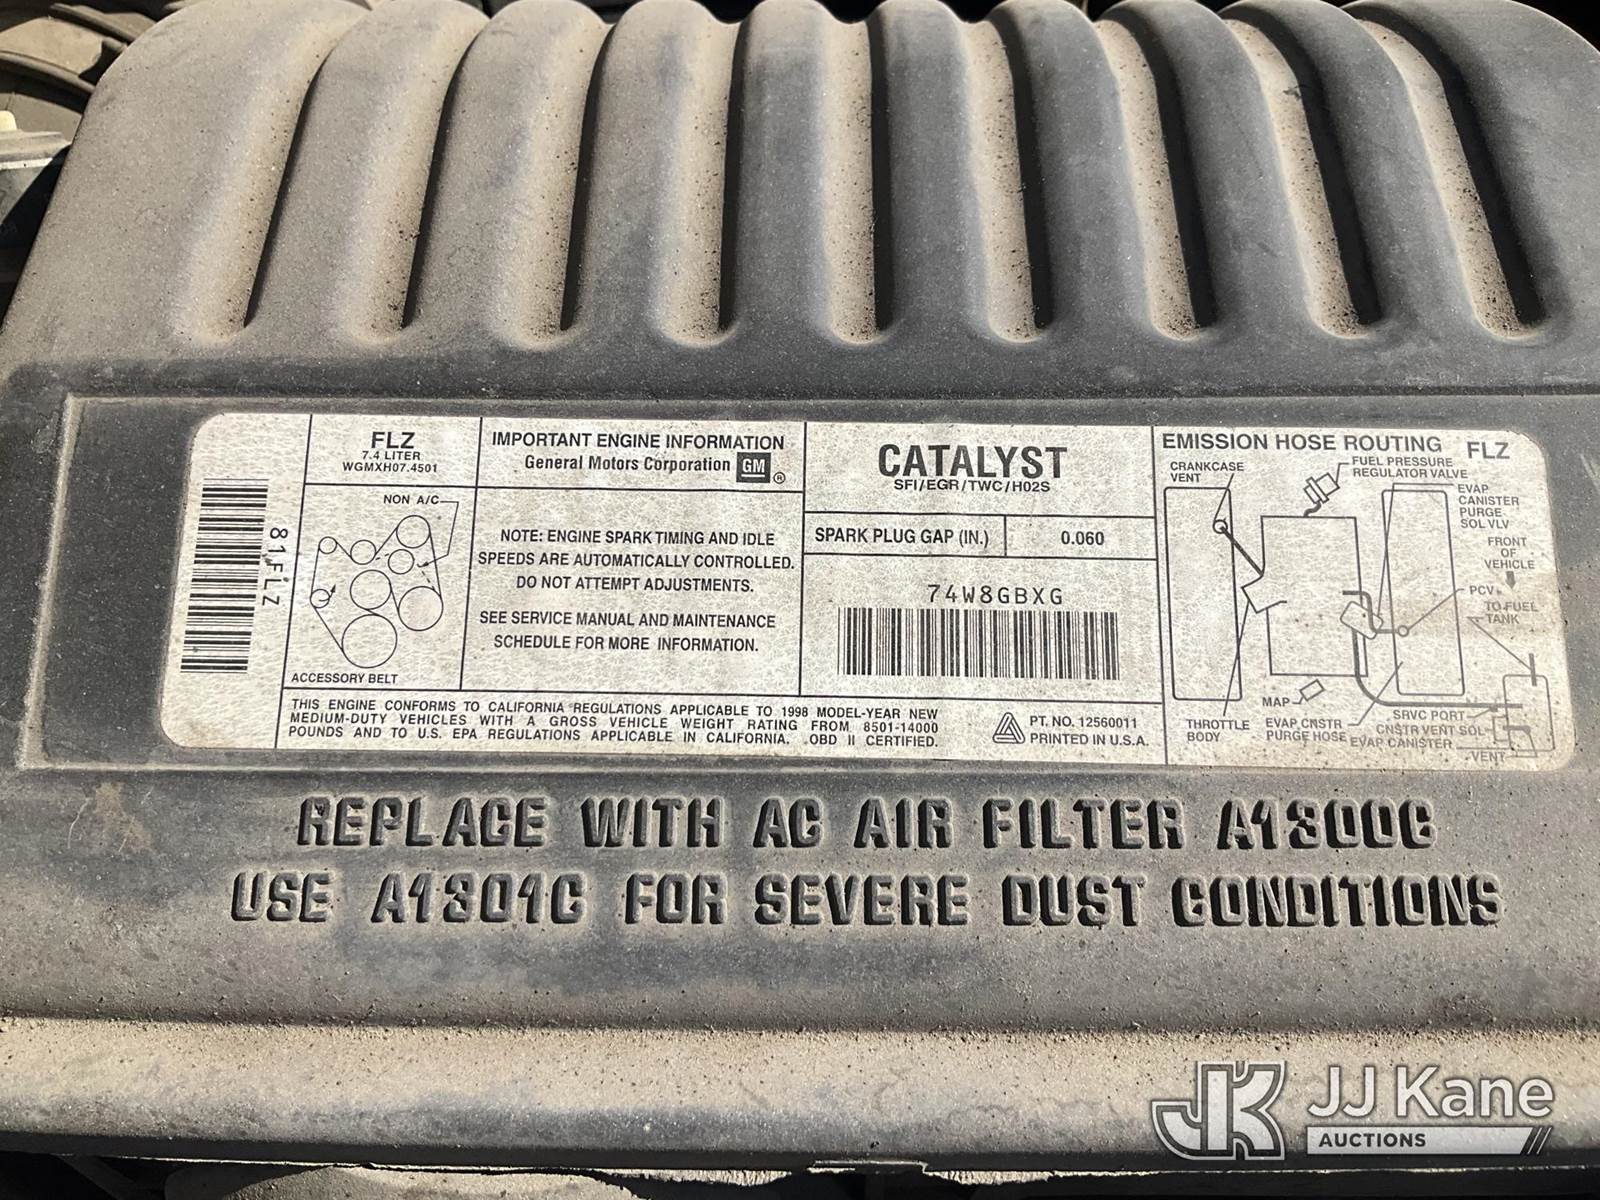 FLZ
7.4 LITER
WGMXH07.4501
81FLZ
NON A/C
ACCESSORY BELT
IMPORTANT ENGINE INFORMATION
General Motors Corporation GM ®
NOTE: ENGINE SPARK TIMING AND IDLE
SPEEDS ARE AUTOMATICALLY CONTROLLED.
DO NOT ATTEMPT ADJUSTMENTS.
SEE SERVICE MANUAL AND MAINTENANCE
SCHEDULE FOR MORE INFORMATION.
CATALYST
SFI/EGR/TWC/HO2S
SPARK PLUG GAP (IN.) 0.060
74W8GBXG
THIS ENGINE CONFORMS TO CALIFORNIA REGULATIONS APPLICABLE TO 1998 MODEL-YEAR NEW
MEDIUM-DUTY VEHICLES WITH A GROSS VEHICLE WEIGHT RATING FROM 8501-14000
POUNDS AND TO U.S. EPA REGULATIONS APPLICABLE IN CALIFORNIA. OBD II CERTIFIED.
PT. NO. 12560011
PRINTED IN U.S.A.
EMISSION HOSE ROUTING FLZ
CRANKCASE
VENT
FUEL PRESSURE
REGULATOR VALVE
EVAP
CANISTER
PURGE
SOL VLV
FRONT
OF
VEHICLE
PCV
TO FUEL
TANK
MAP
THROTTLE
BODY
EVAP CNSTR
PURGE HOSE
SRVC PORT
CNSTR VENT SOL
EVAP CANISTER
VENT
REPLACE WITH AC AIR FILTER A1300C
USE A1301C FOR SEVERE DUST CONDITIONS
JK JJ Kane
AUCTIONS